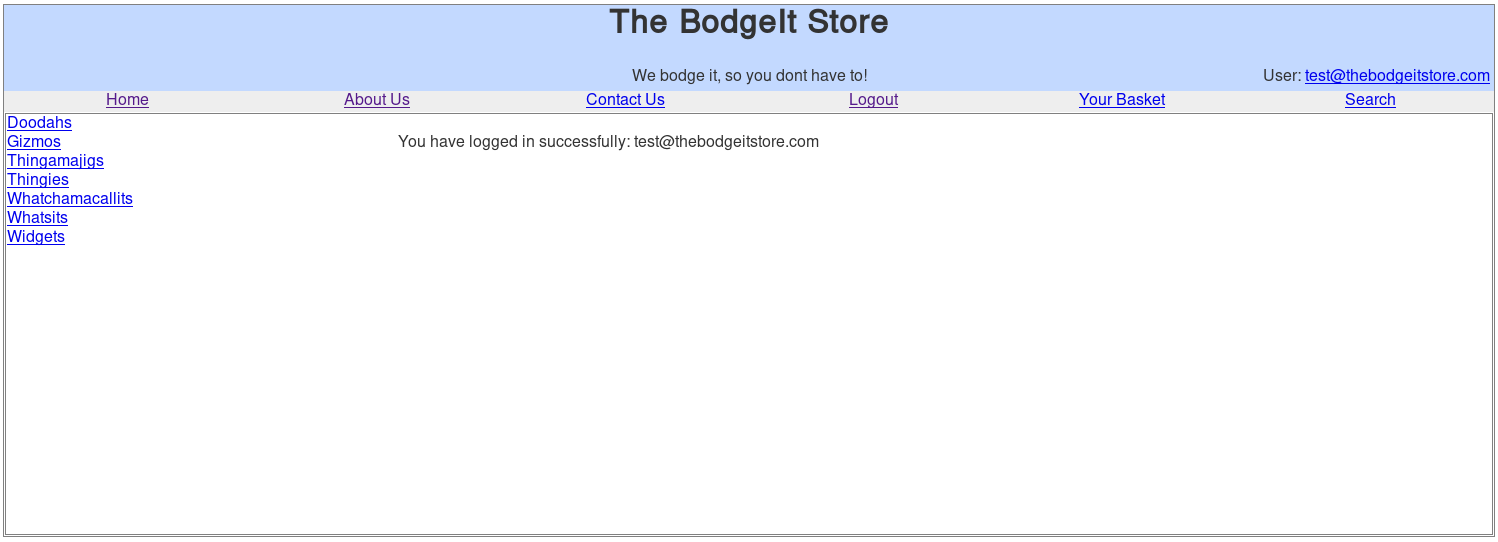 The BodgeIt Store
We bodge it, so you dont have to!
User: test@thebodgeitstore.com
Home About Us Contact Us Logout Your Basket Search
Doodahs
Gizmos
Thingamajigs
Thingies
Whatchamacallits
Whatsits
Widgets
You have logged in successfully: test@thebodgeitstore.com